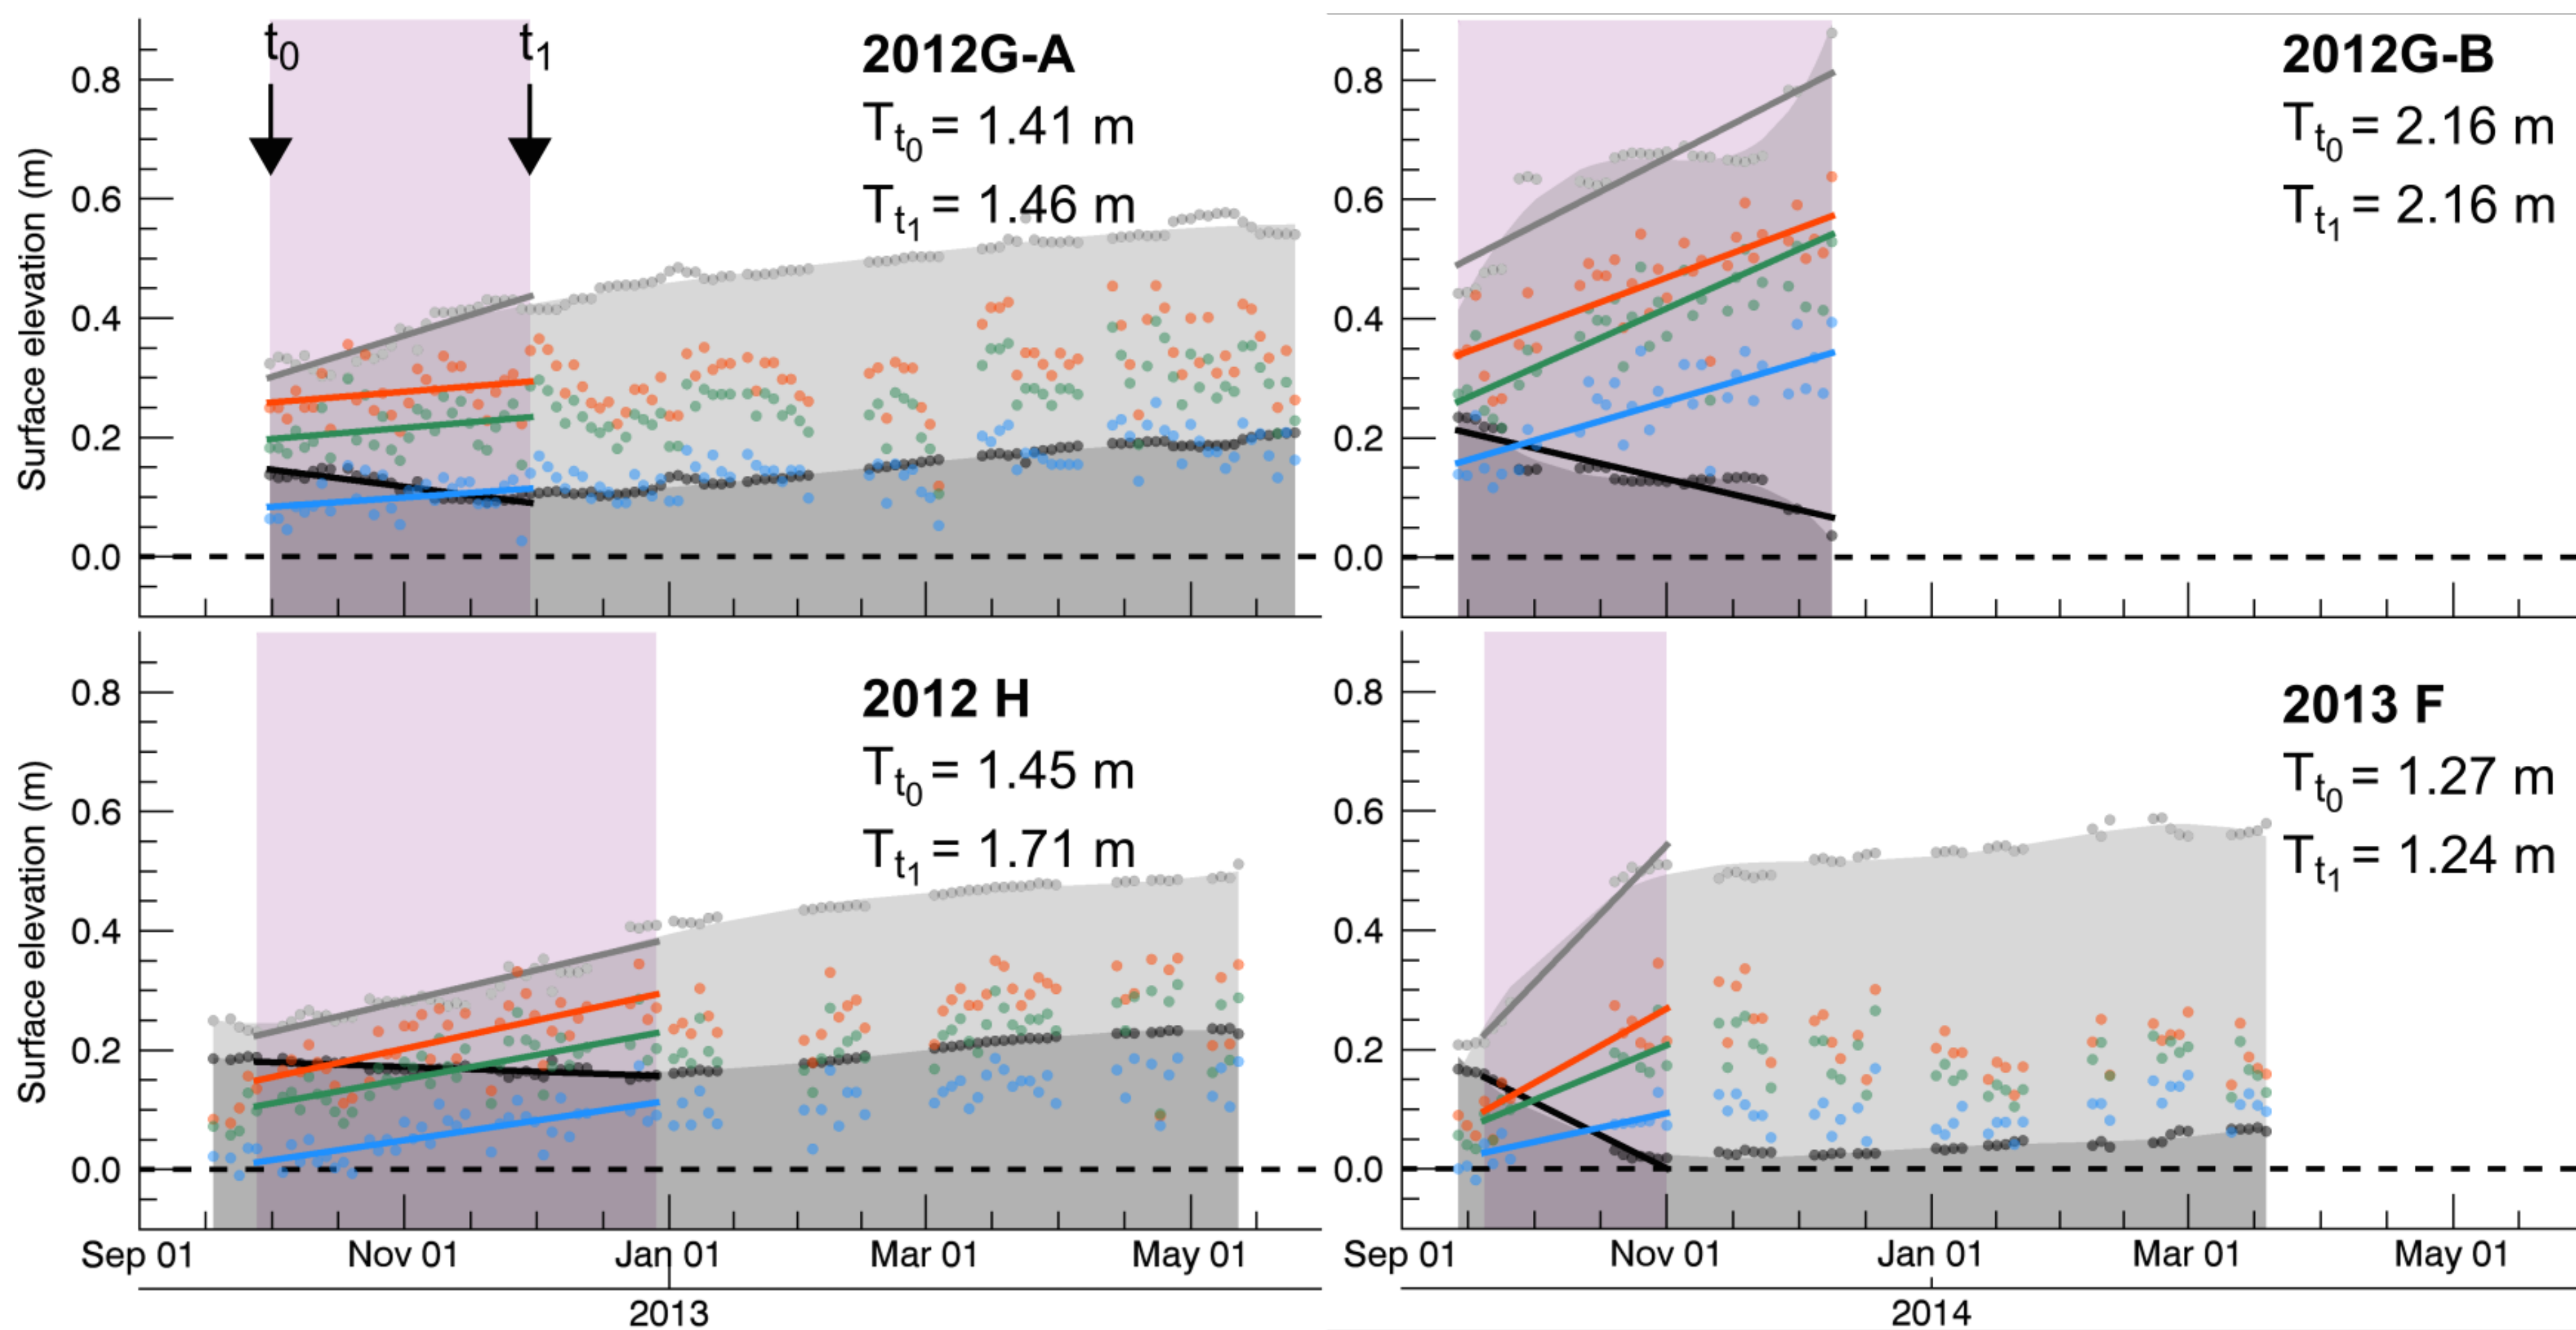 t0
t1
2012G-A
Tt0 = 1.41 m
Tt1 = 1.46 m
Surface elevation (m)
0.8
0.6
0.4
0.2
0.0
2012G-B
Tt0 = 2.16 m
Tt1 = 2.16 m
0.8
0.6
0.4
0.2
0.0
2012 H
Tt0 = 1.45 m
Tt1 = 1.71 m
Surface elevation (m)
0.8
0.6
0.4
0.2
0.0
Sep 01 Nov 01 Jan 01 Mar 01 May 01
2013
2013 F
Tt0 = 1.27 m
Tt1 = 1.24 m
0.8
0.6
0.4
0.2
0.0
Sep 01 Nov 01 Jan 01 Mar 01 May 01
2014